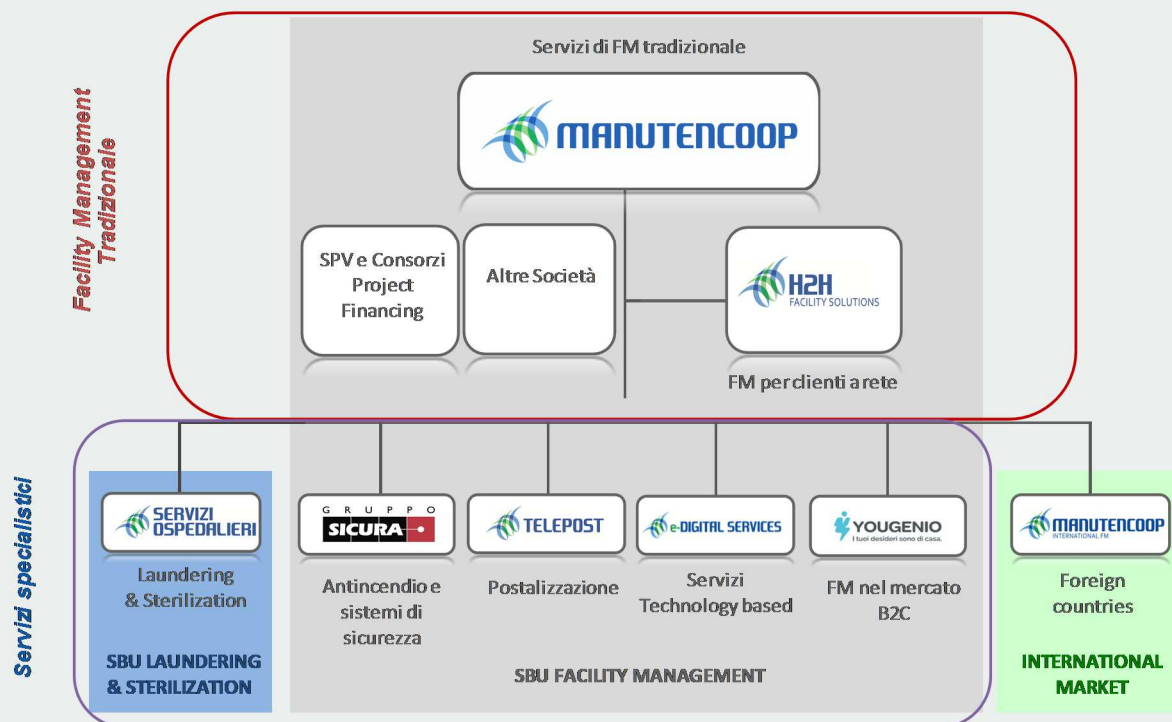 Servizi di FM tradizionale
MANUTENCOOP
Facility Management
Tradizionale
SPV e Consorzi
Project
Financing
Altre Società
H2H
FACILITY SOLUTIONS
FM per clienti a rete
Servizi specialistici
SERVIZI
OSPEDALIERI
Laundering
& Sterilization
SBU LAUNDERING
& STERILIZATION
GRUPPO
SICURA
Antincendio e
sistemi di
sicurezza
TELEPOST
Postalizzazione
e-DIGITAL SERVICES
Servizi
Technology based
YOUGENIO
I tuoi desideri sono di casa.
FM nel mercato
B2C
SBU FACILITY MANAGEMENT
MANUTENCOOP
INTERNATIONAL FM
Foreign
countries
INTERNATIONAL
MARKET